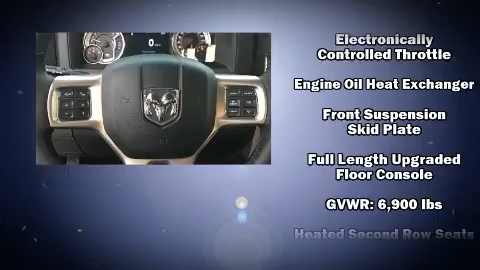 Electronically
Controlled Throttle
Engine Oil Heat Exchanger
Front Suspension
Skid Plate
Full Length Upgraded
Floor Console
GVWR: 6,900 lbs
Heated Second Row Seats